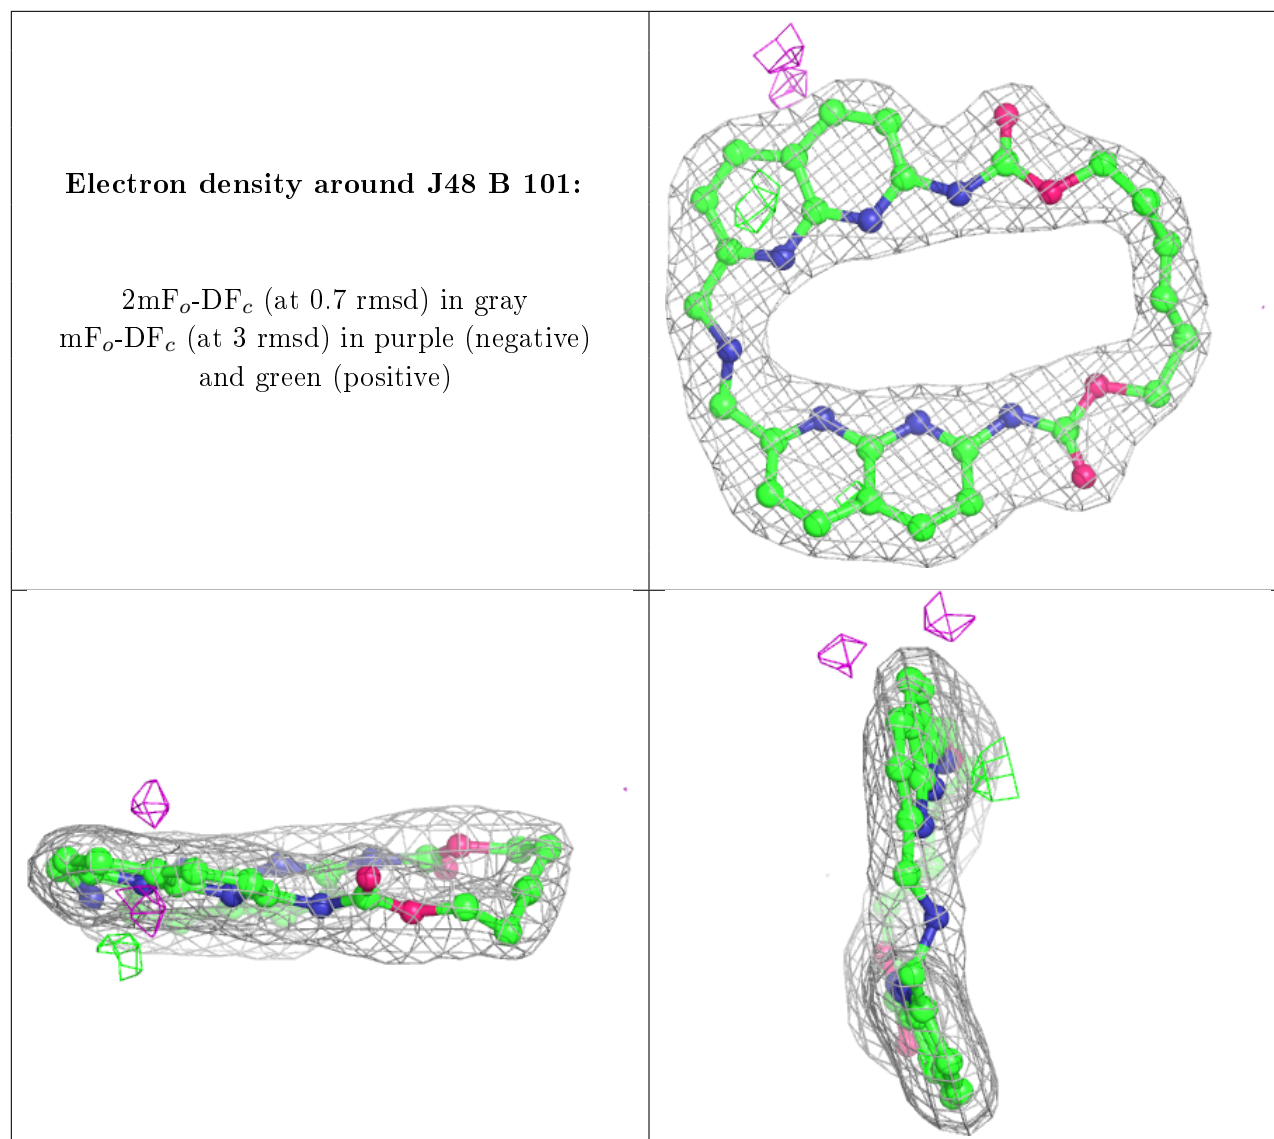 Electron density around J48 B 101:
2mFₒ-DF𝒸 (at 0.7 rmsd) in gray
mFₒ-DF𝒸 (at 3 rmsd) in purple (negative)
and green (positive)